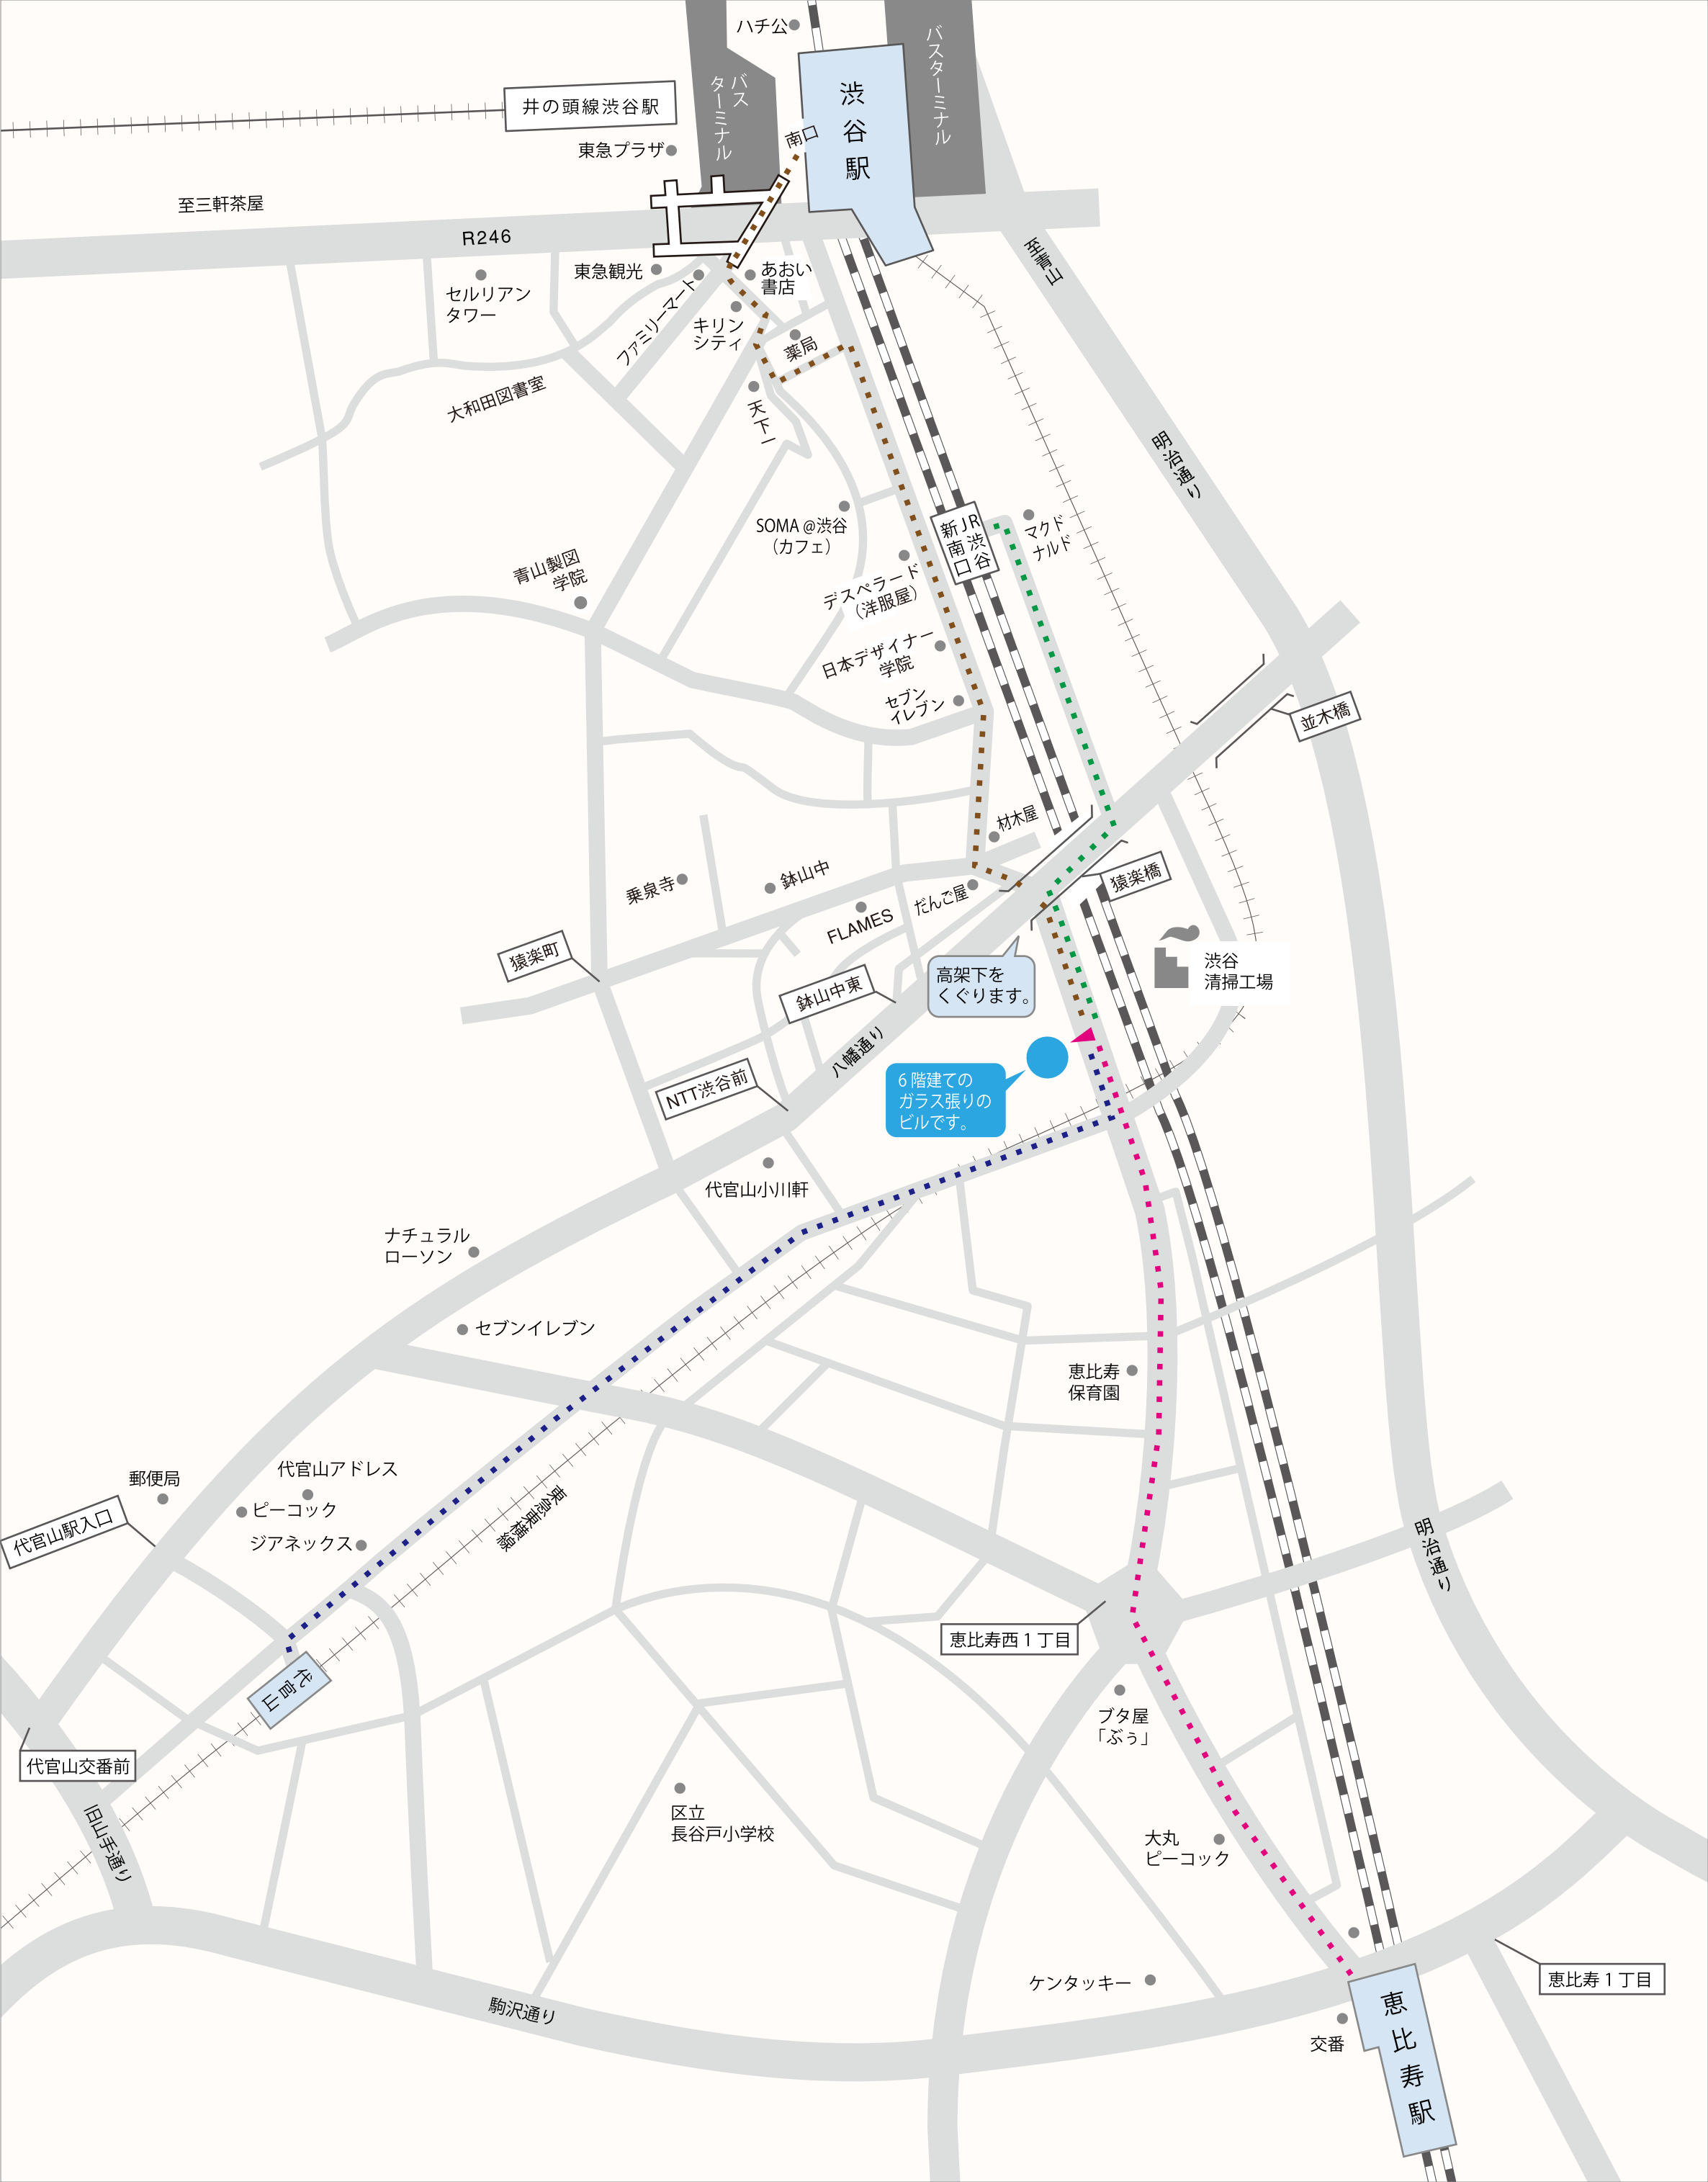 ハチ公
バス
ターミナル
バスターミナル
渋谷駅
井の頭線渋谷駅
南口
東急プラザ
至三軒茶屋
R246
至青山
東急観光
あおい
書店
セルリアン
タワー
ファミリーマート
キリン
シティ
薬局
大和田図書室
天下一
明治通り
SOMA@渋谷
（カフェ）
JR渋谷
新南口
マクド
ナルド
青山製図
学院
デスペラード
（洋服屋）
日本デザイナー
学院
セブン
イレブン
並木橋
材木屋
猿楽橋
乗泉寺
鉢山中
だんご屋
FLAMES
猿楽町
渋谷
清掃工場
鉢山中東
高架下を
くぐります。
八幡通り
NTT渋谷前
6階建ての
ガラス張りの
ビルです。
代官山小川軒
ナチュラル
ローソン
セブンイレブン
恵比寿
保育園
代官山アドレス
郵便局
ピーコック
東急東横線
代官山駅入口
ジアネックス
明治通り
恵比寿西1丁目
代官山
ブタ屋
「ぶぅ」
代官山交番前
区立
長谷戸小学校
旧山手通り
大丸
ピーコック
ケンタッキー
恵比寿1丁目
駒沢通り
恵比寿駅
交番